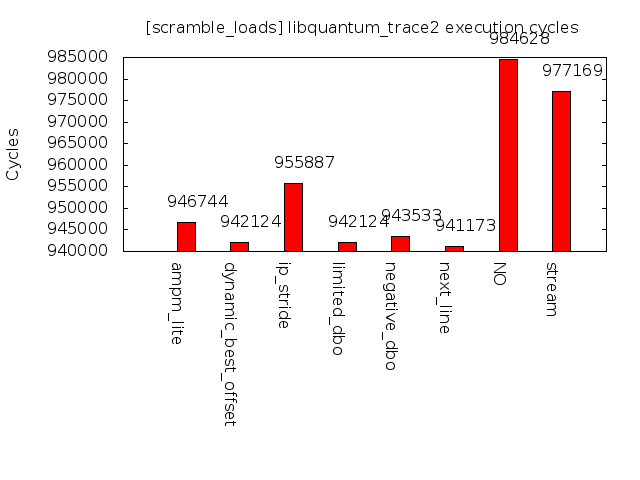 [scramble_loads] libquantum_trace2 execution cycles
Cycles
985000
980000
975000
970000
965000
960000
955000
950000
945000
940000
946744
942124
955887
942124
943533
941173
984628
977169
ampm_lite
dynamic_best_offset
ip_stride
limited_dbo
negative_dbo
next_line
NO
stream